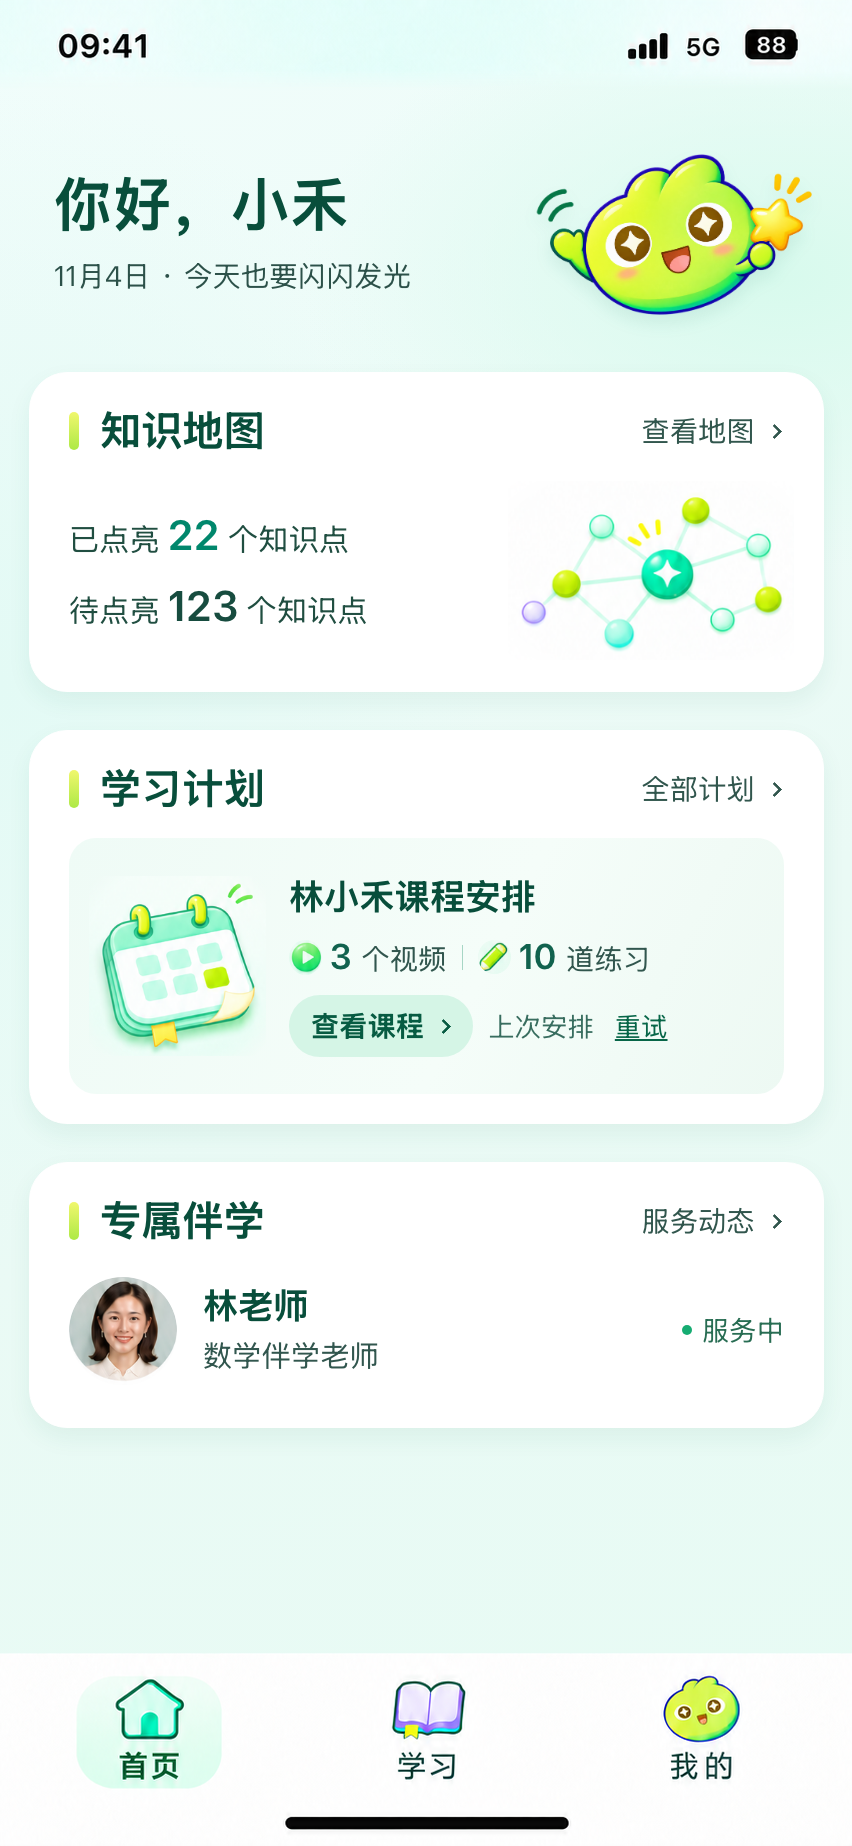 09:41
5G
88
你好，小禾
11月4日 · 今天也要闪闪发光
知识地图
查看地图
已点亮 22 个知识点
待点亮 123 个知识点
学习计划
全部计划
林小禾课程安排
3 个视频
10 道练习
查看课程
上次安排
重试
专属伴学
服务动态
林老师
数学伴学老师
服务中
首页
学习
我的